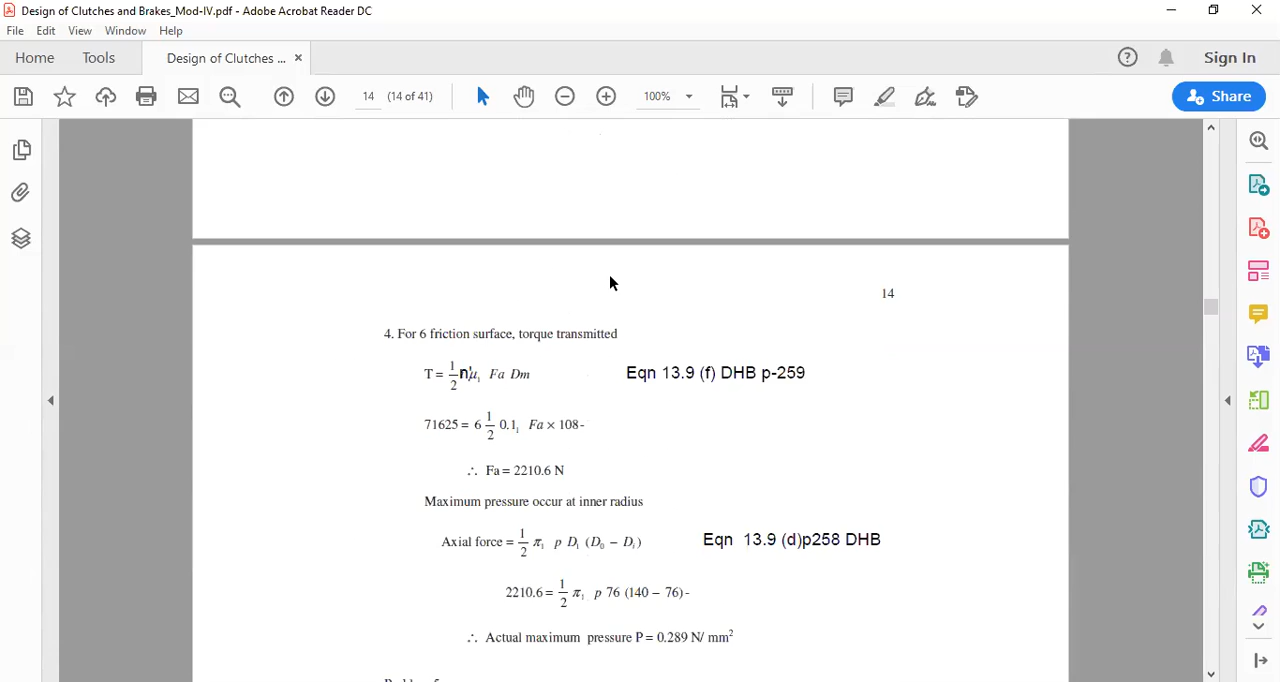 Design of Clutches and Brakes_Mod-IV.pdf - Adobe Acrobat Reader DC
File Edit View Window Help
Home Tools Design of Clutches ... × Sign In
14 (14 of 41) 100% Share
14
4. For 6 friction surface, torque transmitted
T = 1/2 n'μ₁ Fa Dm Eqn 13.9 (f) DHB p-259
71625 = 6 1/2 0.1, Fa × 108-
∴ Fa = 2210.6 N
Maximum pressure occur at inner radius
Axial force = 1/2 π₁ p D₁ (D₀ − Dᵢ) Eqn 13.9 (d)p258 DHB
2210.6 = 1/2 π₁ p 76 (140 − 76)-
∴ Actual maximum pressure P = 0.289 N/ mm²